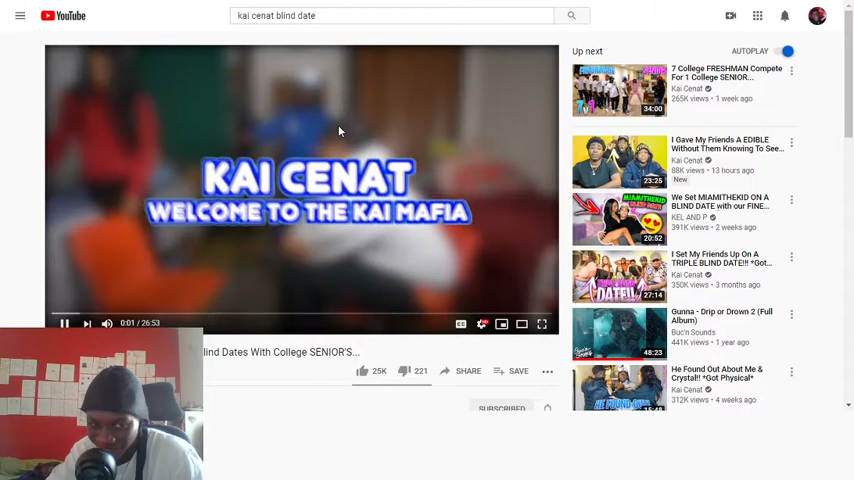 YouTube
kai cenat blind date
KAI CENAT
WELCOME TO THE KAI MAFIA
0:01 / 26:53
lind Dates With College SENIOR'S...
25K
221
SHARE
SAVE
SUBSCRIBED
Up next
AUTOPLAY
7 College FRESHMAN Compete
For 1 College SENIOR...
Kai Cenat
265K views • 1 week ago
34:00
I Gave My Friends A EDIBLE
Without Them Knowing To See...
Kai Cenat
88K views • 13 hours ago
New
23:25
We Set MIAMITHEKID ON A
BLIND DATE with our FINE
KEL AND P
391K views • 2 weeks ago
20:52
I Set My Friends Up On A
TRIPLE BLIND DATE!!! *Got...
Kai Cenat
350K views • 3 months ago
27:14
Gunna - Drip or Drown 2 (Full
Album)
Buc'n Sounds
441K views • 1 year ago
48:23
He Found Out About Me &
Crystal!! *Got Physical*
Kai Cenat
312K views • 4 weeks ago
15:48